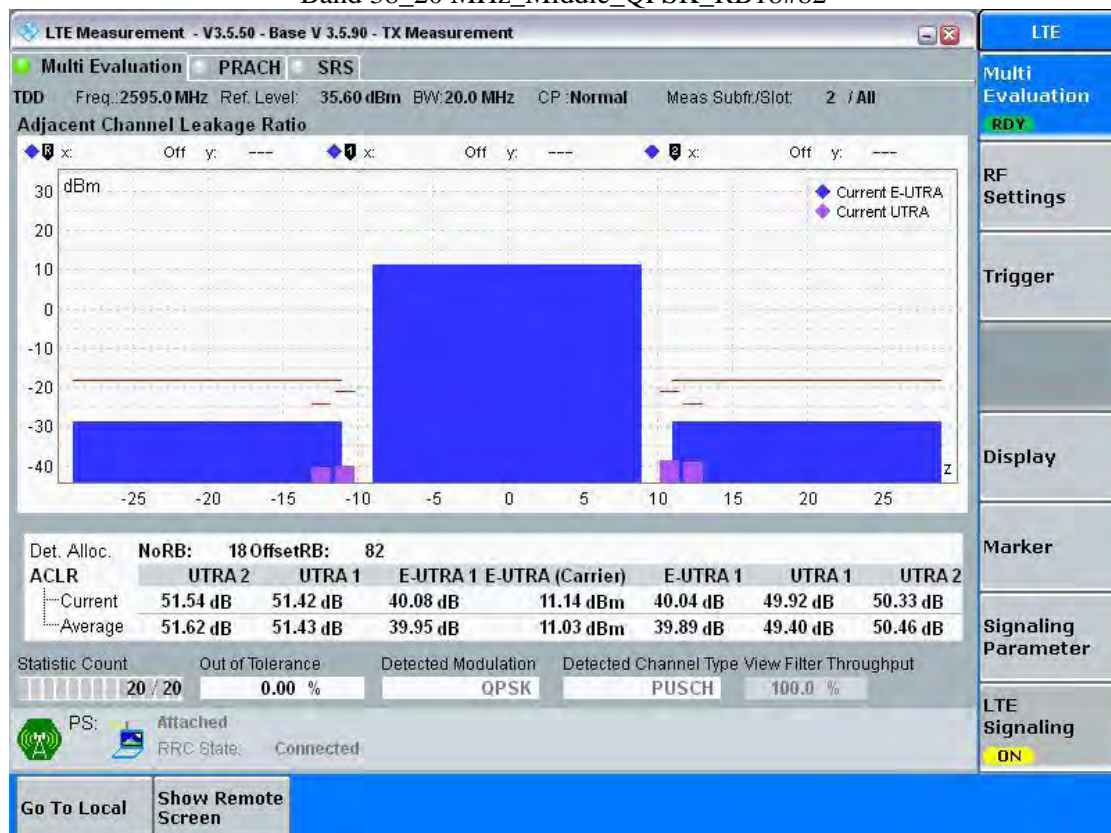 Band 38_20 MHz_Middle_QPSK_RB18#82
LTE Measurement - V3.5.50 - Base V 3.5.90 - TX Measurement
LTE
Multi Evaluation PRACH SRS
Multi
Evaluation
RDY
TDD Freq.:2595.0 MHz Ref. Level: 35.60 dBm BW:20.0 MHz CP :Normal Meas Subfr./Slot: 2 / All
Adjacent Channel Leakage Ratio
R x: Off y: --- 1 x: Off y: --- 2 x: Off y: ---
dBm
Current E-UTRA
Current UTRA
30
20
10
0
-10
-20
-30
-40
Z
-25 -20 -15 -10 -5 0 5 10 15 20 25
RF
Settings
Trigger
Display
Marker
Signaling
Parameter
LTE
Signaling
ON
Det. Alloc. NoRB: 18 OffsetRB: 82
ACLR UTRA 2 UTRA 1 E-UTRA 1 E-UTRA (Carrier) E-UTRA 1 UTRA 1 UTRA 2
Current 51.54 dB 51.42 dB 40.08 dB 11.14 dBm 40.04 dB 49.92 dB 50.33 dB
Average 51.62 dB 51.43 dB 39.95 dB 11.03 dBm 39.89 dB 49.40 dB 50.46 dB
Statistic Count Out of Tolerance Detected Modulation Detected Channel Type View Filter Throughput
20 / 20 0.00 % QPSK PUSCH 100.0 %
PS: Attached
RRC State: Connected
Go To Local
Show Remote
Screen